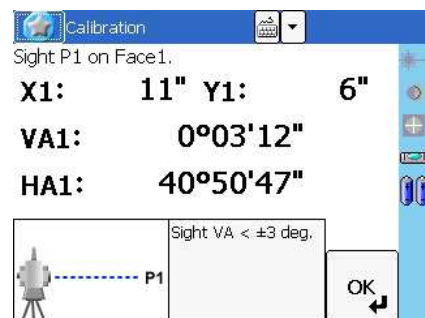 Calibration
Sight P1 on Face1.
X1: 11" Y1: 6"
VA1: 0°03'12"
HA1: 40°50'47"
Sight VA < ±3 deg.
P1
OK